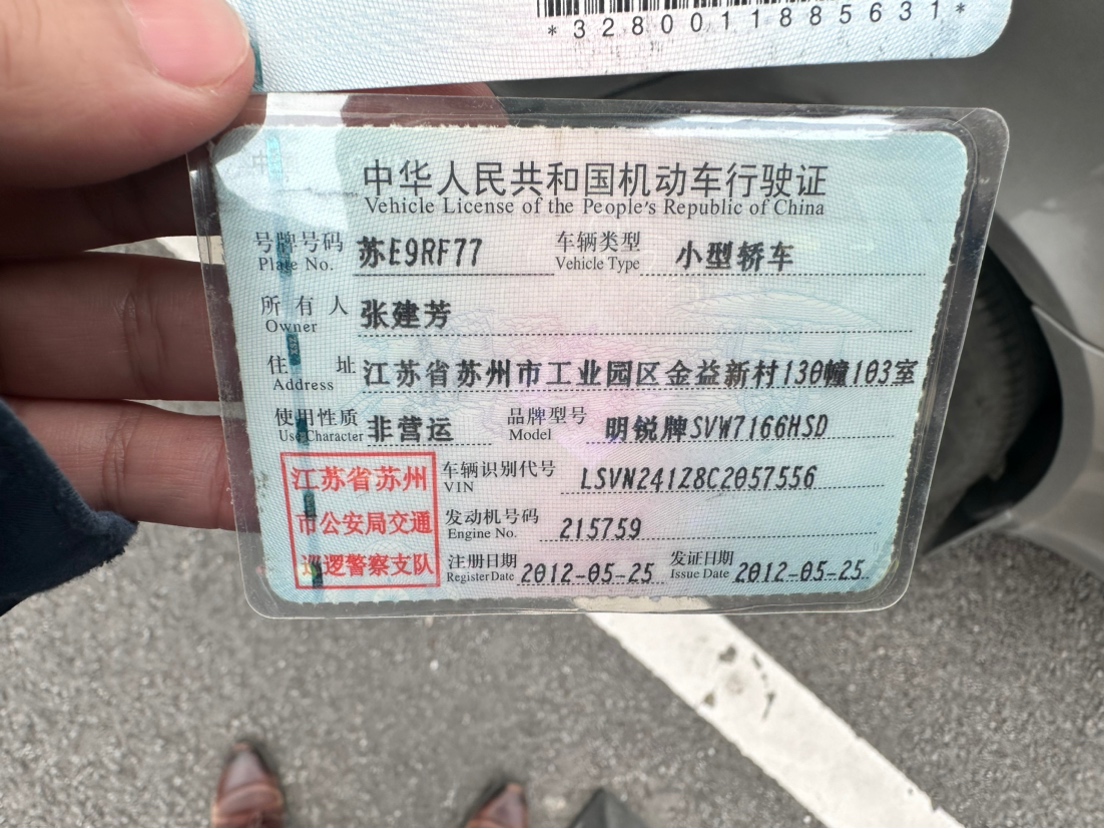 *3280011885631*
中华人民共和国机动车行驶证
Vehicle License of the People's Republic of China
号牌号码 苏E9RF77 车辆类型 小型轿车
Plate No. Vehicle Type
所有人 张建芳
Owner
住址 江苏省苏州市工业园区金益新村130幢103室
Address
使用性质 非营运 品牌型号 明锐牌SVW7166HSD
Use Character Model
江苏省苏州
市公安局交通
巡逻警察支队
车辆识别代号 LSVN241Z8C2057556
VIN
发动机号码 215759
Engine No.
注册日期 2012-05-25 发证日期 2012-05-25
Register Date Issue Date